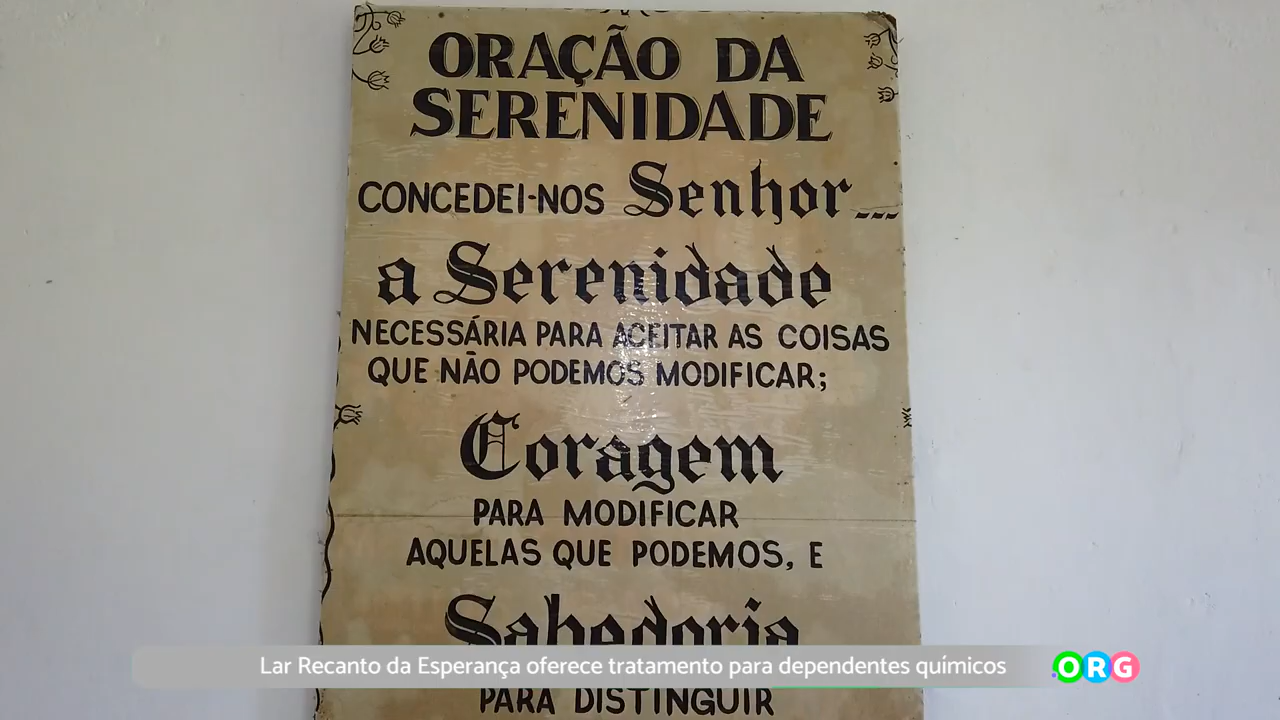 ORAÇÃO DA
SERENIDADE
CONCEDEI-NOS Senhor...
a Serenidade
NECESSÁRIA PARA ACEITAR AS COISAS
QUE NÃO PODEMOS MODIFICAR;
Coragem
PARA MODIFICAR
AQUELAS QUE PODEMOS, E
Sabedoria
Lar Recanto da Esperança oferece tratamento para dependentes químicos
.ORG
PARA DISTINGUIR